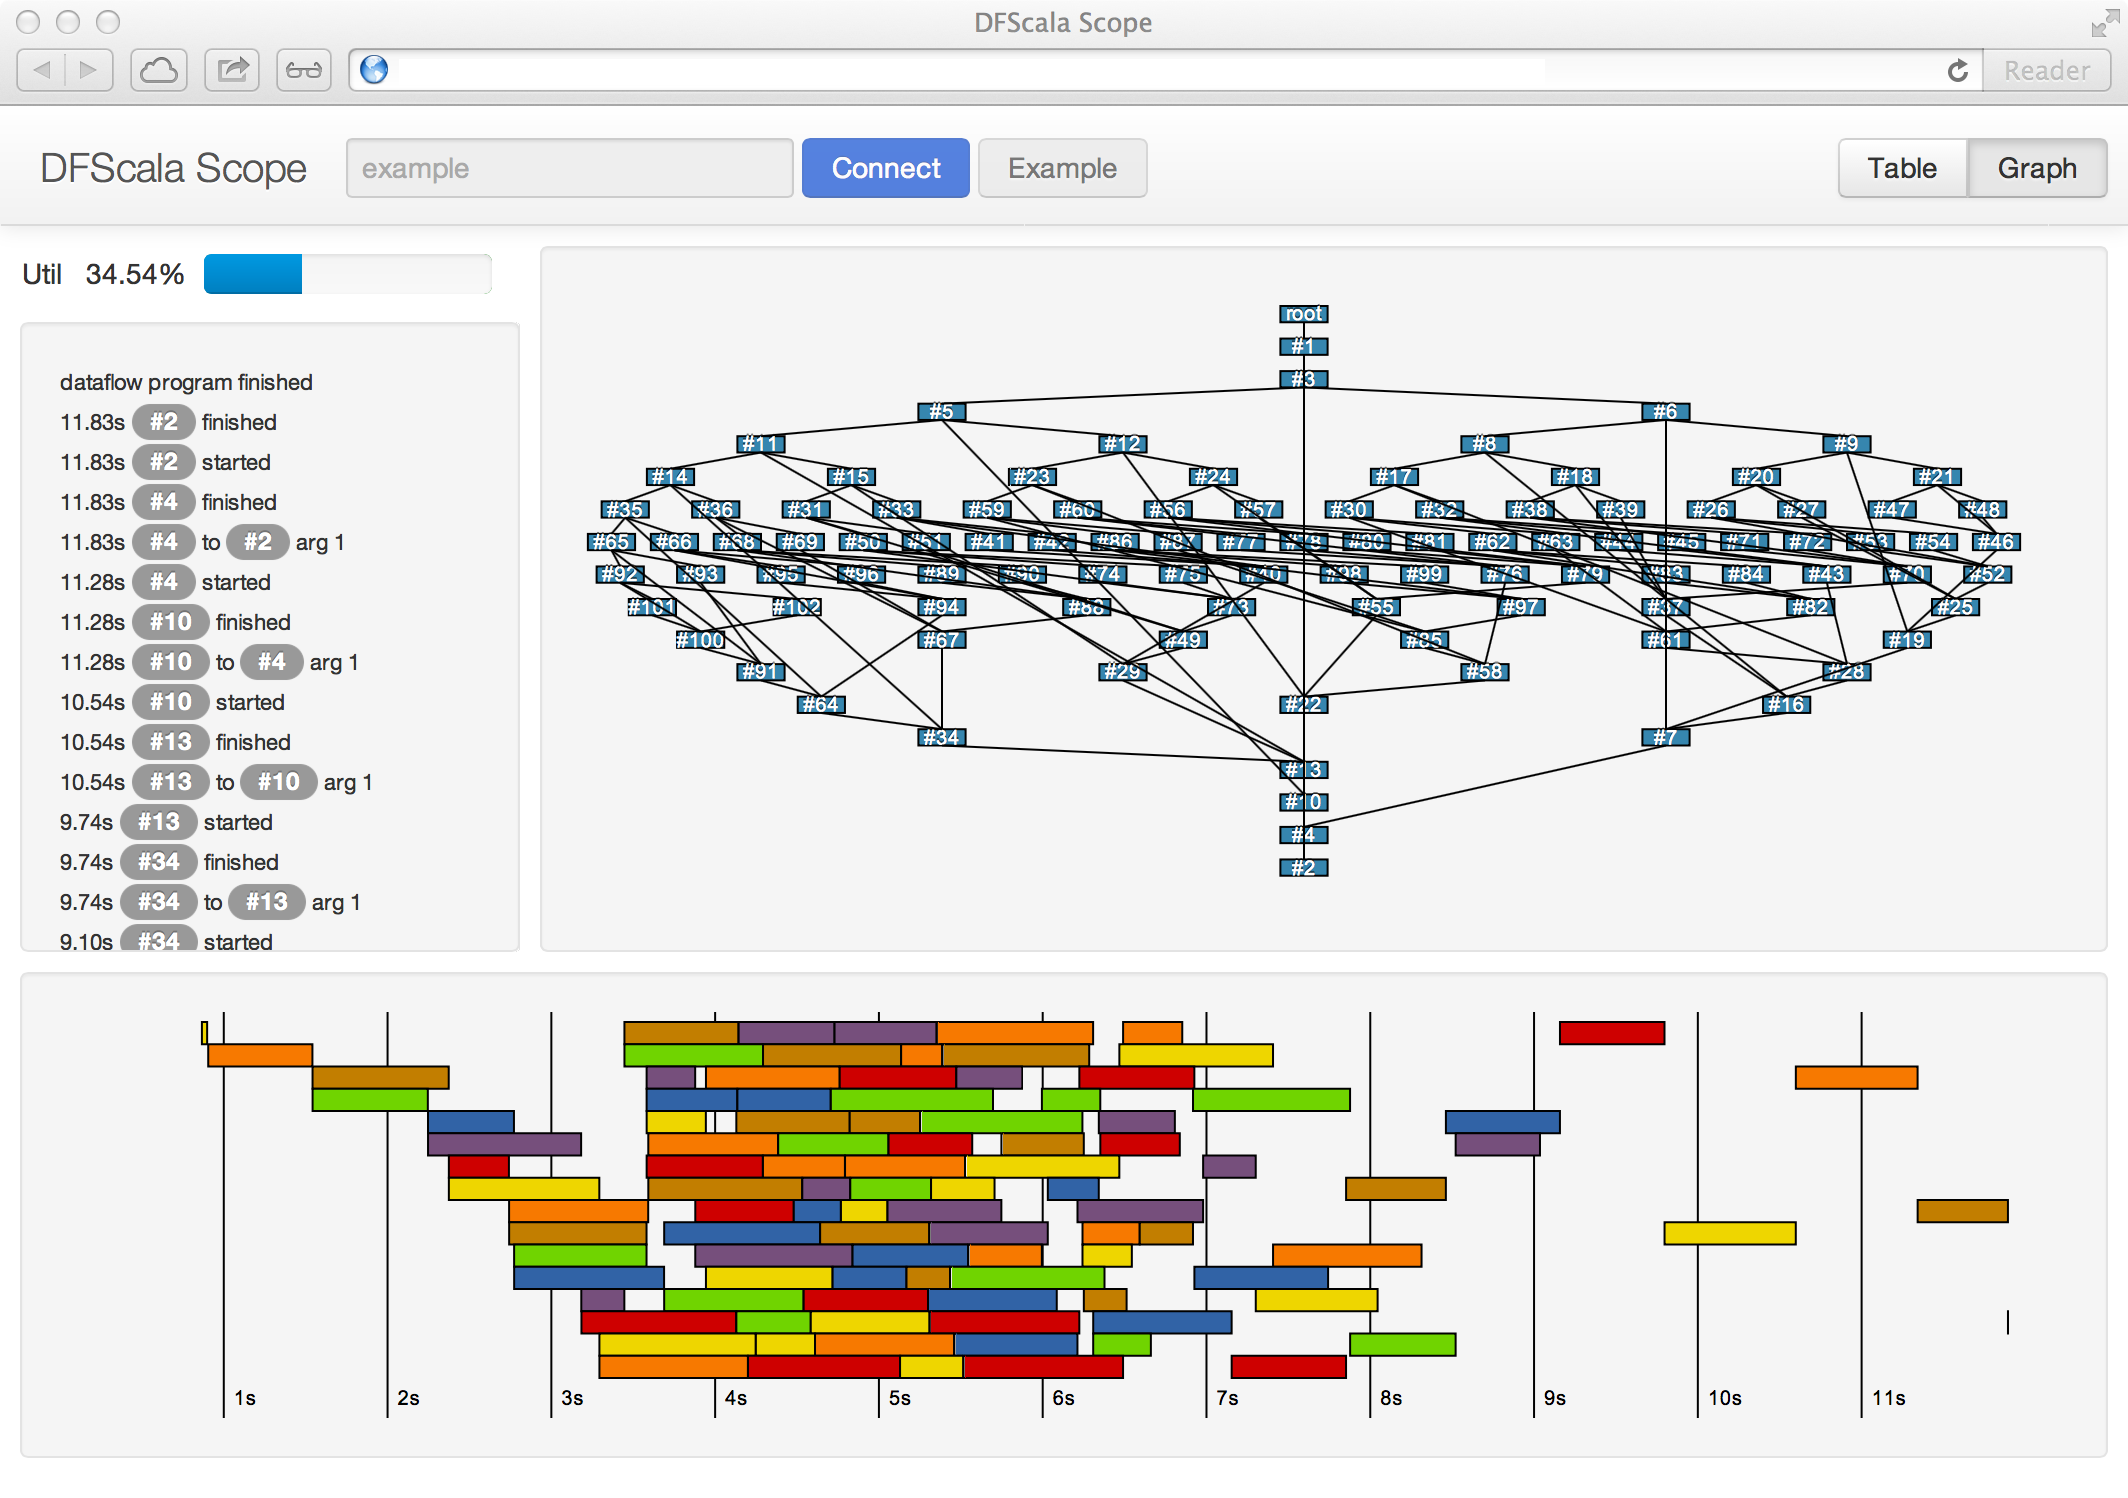 DFScala Scope
Reader
DFScala Scope
example
Connect
Example
Table
Graph
Util 34.54%
dataflow program finished
11.83s #2 finished
11.83s #2 started
11.83s #4 finished
11.83s #4 to #2 arg 1
11.28s #4 started
11.28s #10 finished
11.28s #10 to #4 arg 1
10.54s #10 started
10.54s #13 finished
10.54s #13 to #10 arg 1
9.74s #13 started
9.74s #34 finished
9.74s #34 to #13 arg 1
9.10s #34 started
root
#1
#3
#5 #6
#11 #12 #8 #9
#14 #15 #23 #24 #17 #18 #20 #21
#35 #36 #31 #33 #59 #60 #56 #57 #30 #32 #38 #39 #26 #27 #47 #48
#65 #66 #68 #69 #50 #51 #41 #42 #86 #87 #77 #78 #80 #81 #62 #63 #44 #45 #71 #72 #53 #54 #46
#92 #93 #95 #96 #89 #90 #74 #75 #40 #98 #99 #76 #79 #83 #84 #43 #70 #52
#101 #102 #94 #88 #73 #55 #97 #37 #82 #25
#100 #67 #49 #85 #61 #19
#91 #29 #58 #28
#64 #22 #16
#34 #7
#13
#10
#4
#2
1s 2s 3s 4s 5s 6s 7s 8s 9s 10s 11s